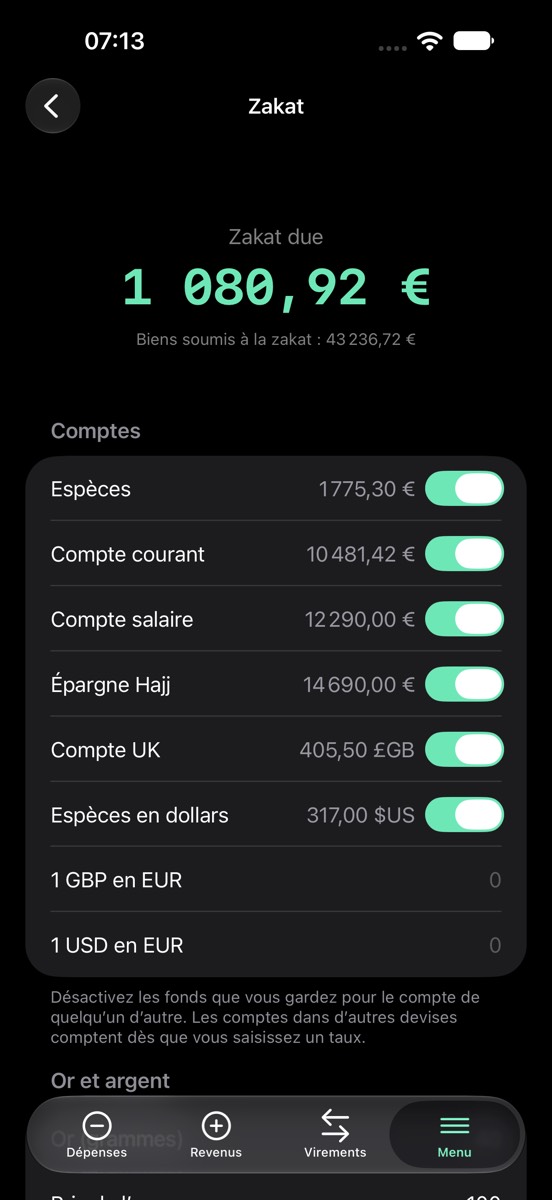 07:13
Zakat
Zakat due
1 080,92 €
Biens soumis à la zakat : 43 236,72 €
Comptes
Espèces 1 775,30 €
Compte courant 10 481,42 €
Compte salaire 12 290,00 €
Épargne Hajj 14 690,00 €
Compte UK 405,50 £GB
Espèces en dollars 317,00 $US
1 GBP en EUR 0
1 USD en EUR 0
Désactivez les fonds que vous gardez pour le compte de
quelqu’un d’autre. Les comptes dans d’autres devises
comptent dès que vous saisissez un taux.
Or et argent
Or (grammes)
Dépenses Revenus Virements Menu